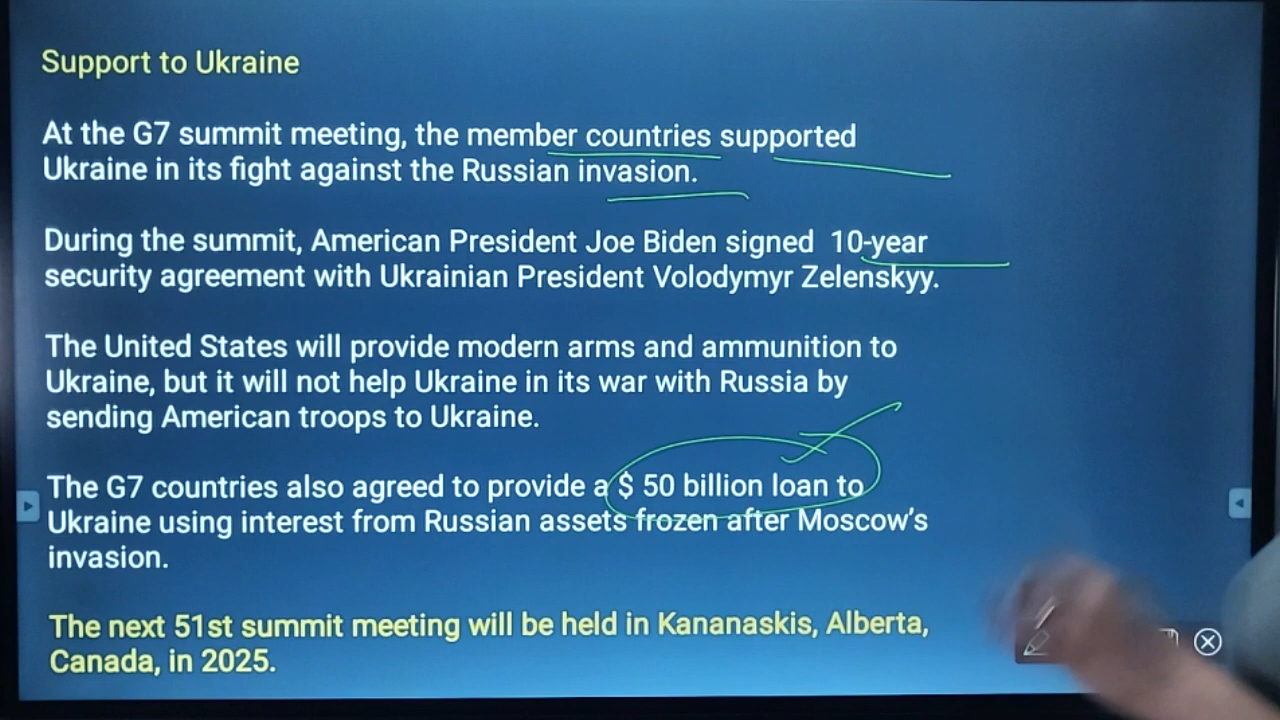 Support to Ukraine
At the G7 summit meeting, the member countries supported
Ukraine in its fight against the Russian invasion.
During the summit, American President Joe Biden signed  10-year
security agreement with Ukrainian President Volodymyr Zelenskyy.
The United States will provide modern arms and ammunition to
Ukraine, but it will not help Ukraine in its war with Russia by
sending American troops to Ukraine.
The G7 countries also agreed to provide a $ 50 billion loan to
Ukraine using interest from Russian assets frozen after Moscow's
invasion.
The next 51st summit meeting will be held in Kananaskis, Alberta,
Canada, in 2025.